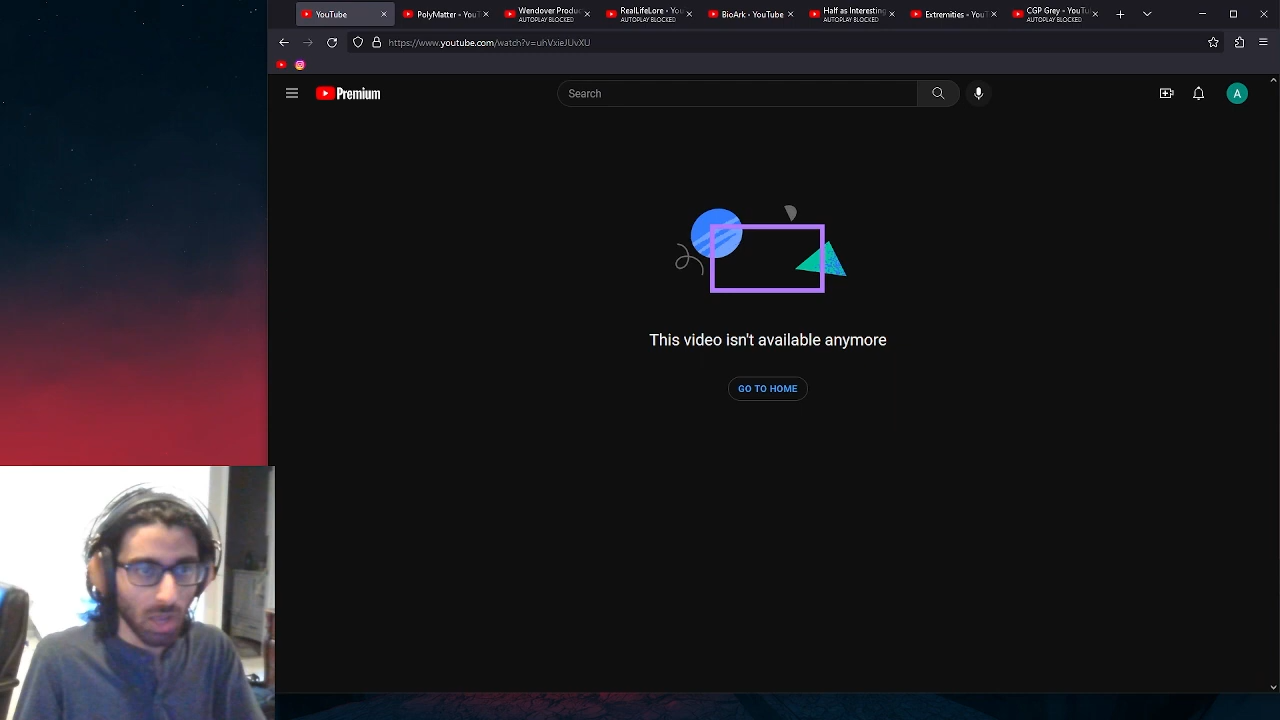 YouTube
PolyMatter - YouT
Wendover Produc
AUTOPLAY BLOCKED
RealLifeLore - You
AUTOPLAY BLOCKED
BioArk - YouTube
Half as Interesting
AUTOPLAY BLOCKED
Extremities - YouT
CGP Grey - YouTu
AUTOPLAY BLOCKED
https://www.youtube.com/watch?v=uhVxieJUvXU
Premium
Search
A
This video isn't available anymore
GO TO HOME